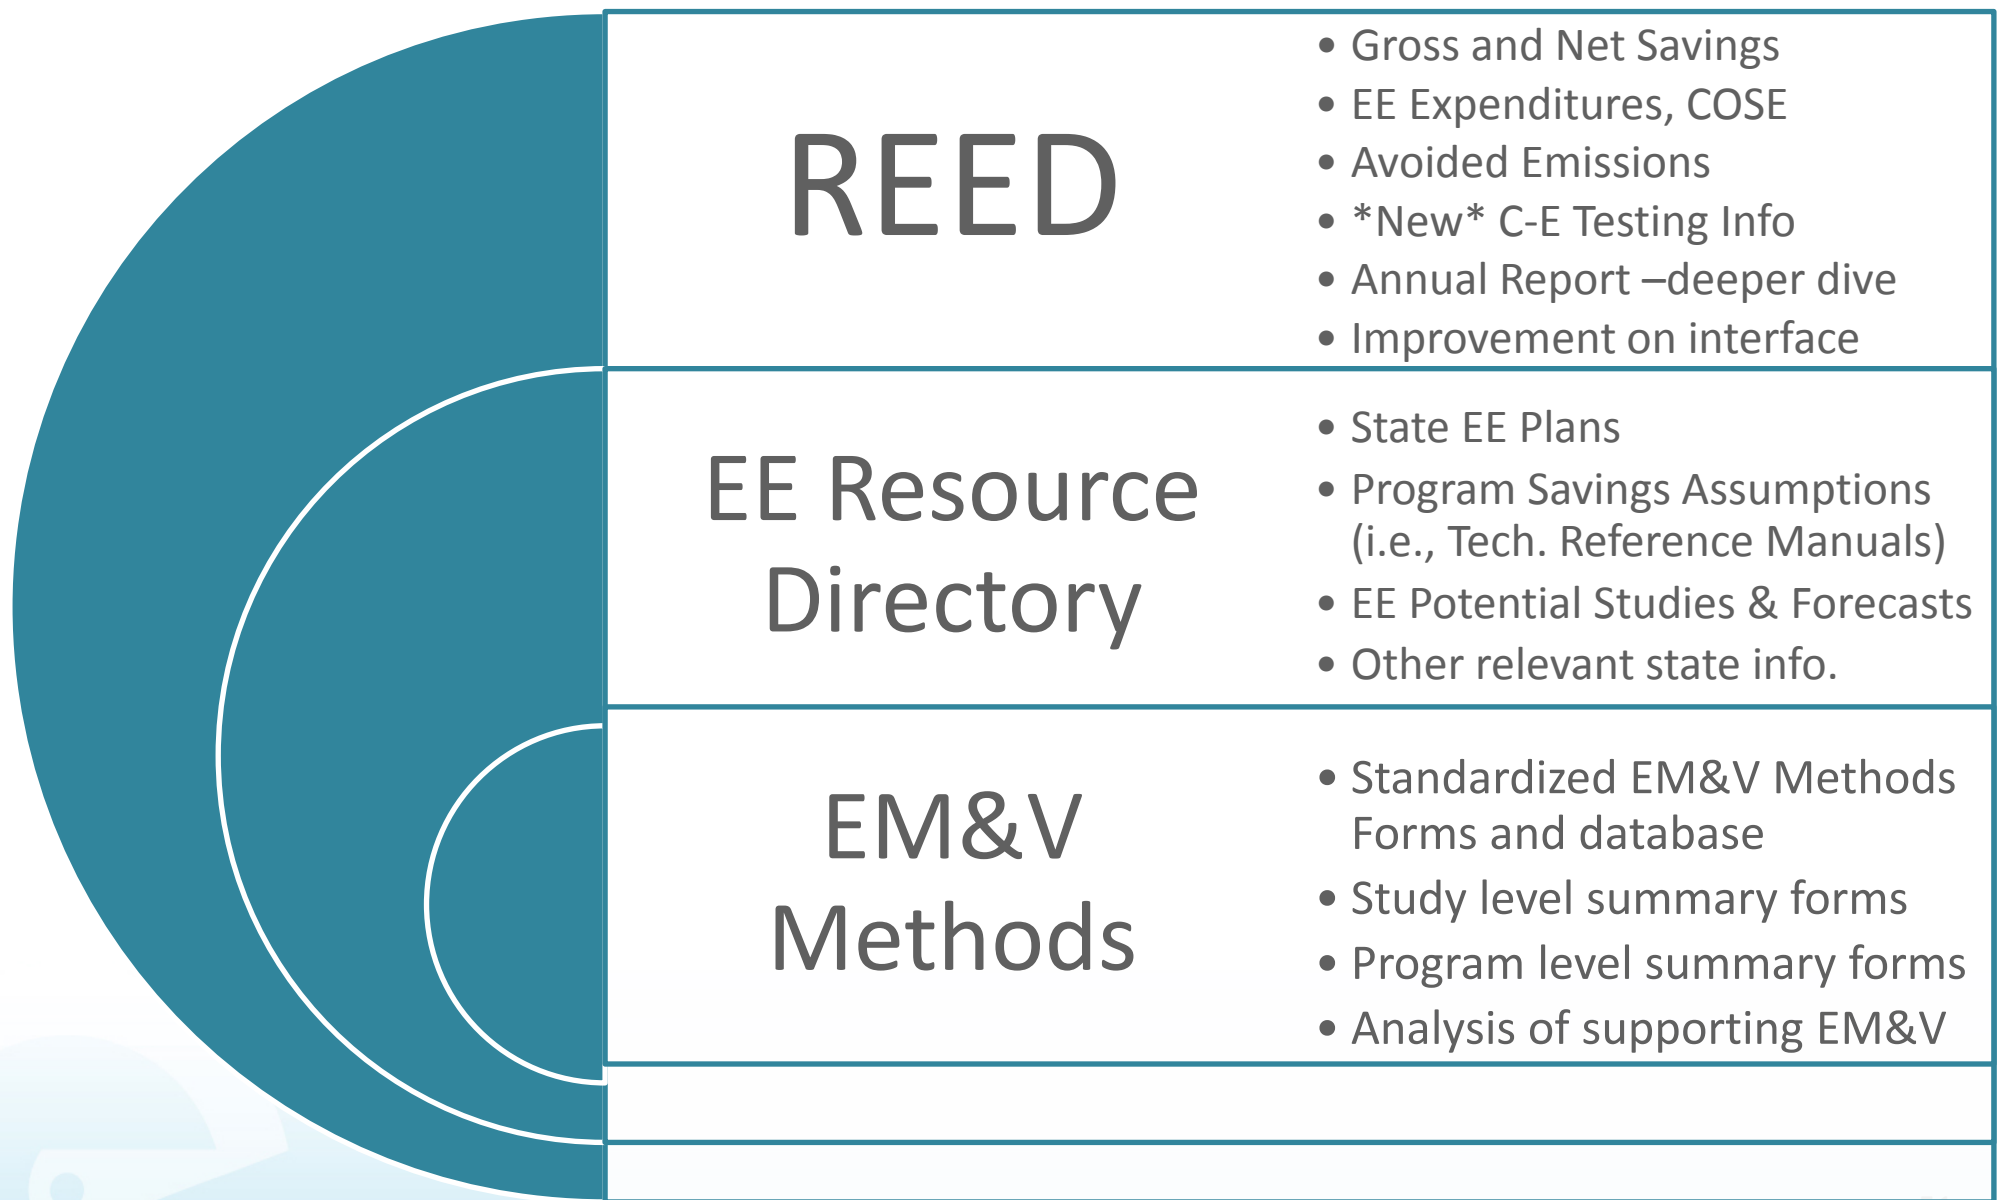 REED
• Gross and Net Savings
• EE Expenditures, COSE
• Avoided Emissions
• *New* C-E Testing Info
• Annual Report –deeper dive
• Improvement on interface
EE Resource
Directory
• State EE Plans
• Program Savings Assumptions
(i.e., Tech. Reference Manuals)
• EE Potential Studies & Forecasts
• Other relevant state info.
EM&V
Methods
• Standardized EM&V Methods
Forms and database
• Study level summary forms
• Program level summary forms
• Analysis of supporting EM&V